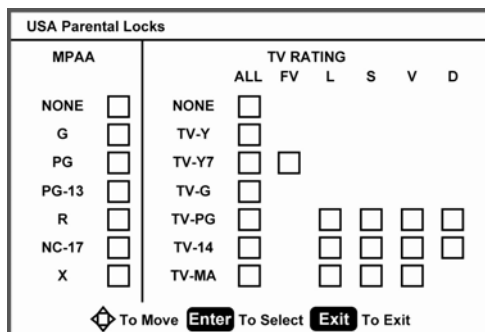 USA Parental Locks
MPAA TV RATING
ALL FV L S V D
NONE NONE
G TV-Y
PG TV-Y7
PG-13 TV-G
R TV-PG
NC-17 TV-14
X TV-MA
To Move Enter To Select Exit To Exit